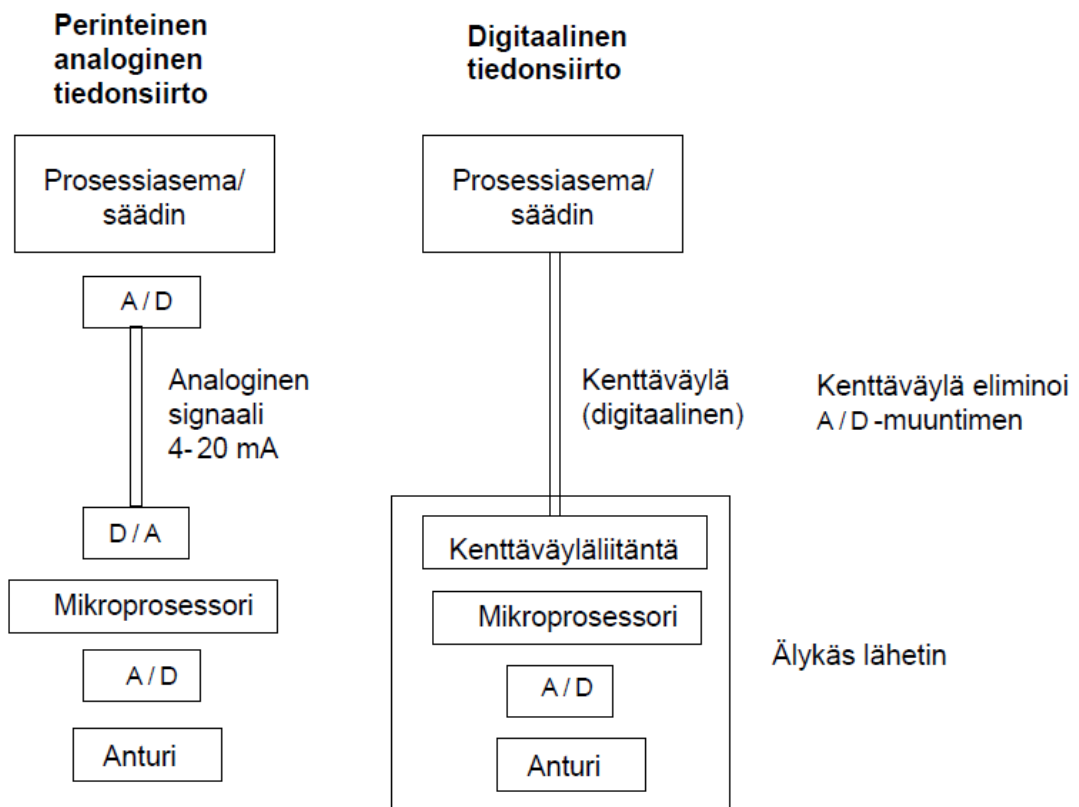 Perinteinen
analoginen
tiedonsiirto
Prosessiasema/
säädin
A / D
Analoginen
signaali
4-20 mA
D / A
Mikroprosessori
A / D
Anturi
Digitaalinen
tiedonsiirto
Prosessiasema/
säädin
Kenttäväylä
(digitaalinen)
Kenttäväylä eliminoi
A / D -muuntimen
Kenttäväyläliitäntä
Mikroprosessori
A / D
Anturi
Älykäs lähetin